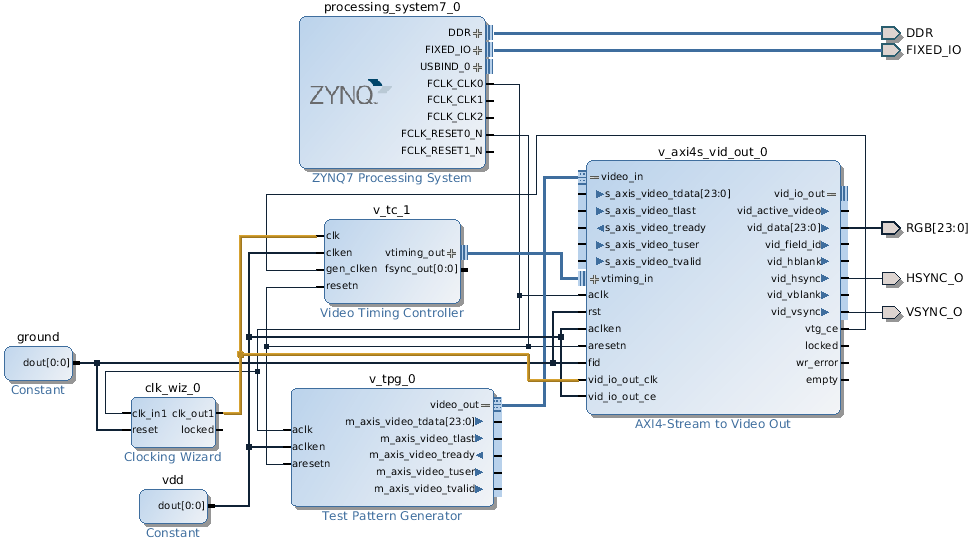 processing_system7_0
DDR
FIXED_IO
USBIND_0
FCLK_CLK0
FCLK_CLK1
FCLK_CLK2
FCLK_RESET0_N
FCLK_RESET1_N
ZYNQ
ZYNQ7 Processing System
DDR
FIXED_IO
v_tc_1
clk
clken
gen_clken
resetn
vtiming_out
fsync_out[0:0]
Video Timing Controller
v_axi4s_vid_out_0
video_in
s_axis_video_tdata[23:0]
s_axis_video_tlast
s_axis_video_tready
s_axis_video_tuser
s_axis_video_tvalid
vtiming_in
aclk
rst
aclken
aresetn
fid
vid_io_out_clk
vid_io_out_ce
vid_io_out
vid_active_video
vid_data[23:0]
vid_field_id
vid_hblank
vid_hsync
vid_vblank
vid_vsync
vtg_ce
locked
wr_error
empty
AXI4-Stream to Video Out
RGB[23:0]
HSYNC_O
VSYNC_O
ground
dout[0:0]
Constant
clk_wiz_0
clk_in1
reset
clk_out1
locked
Clocking Wizard
vdd
dout[0:0]
Constant
v_tpg_0
aclk
aclken
aresetn
video_out
m_axis_video_tdata[23:0]
m_axis_video_tlast
m_axis_video_tready
m_axis_video_tuser
m_axis_video_tvalid
Test Pattern Generator